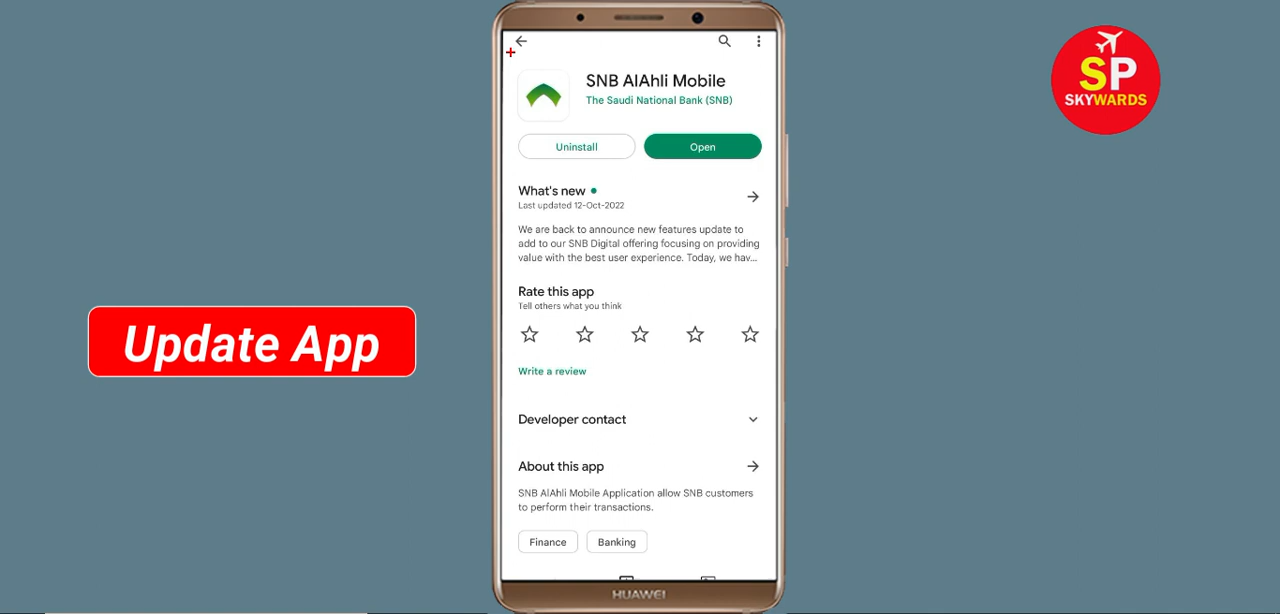 SNB AlAhli Mobile
The Saudi National Bank (SNB)
Uninstall
Open
What's new
Last updated 12-Oct-2022
We are back to announce new features update to
add to our SNB Digital offering focusing on providing
value with the best user experience. Today, we hav...
Rate this app
Tell others what you think
Write a review
Developer contact
About this app
SNB AlAhli Mobile Application allow SNB customers
to perform their transactions.
Finance
Banking
HUAWEI
Update App
SP
SKYWARDS